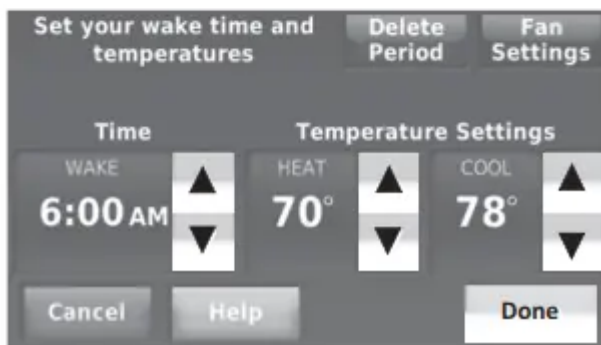 Set your wake time and
temperatures
Delete
Period
Fan
Settings
Time
Temperature Settings
WAKE
6:00 AM
HEAT
70°
COOL
78°
Cancel
Help
Done